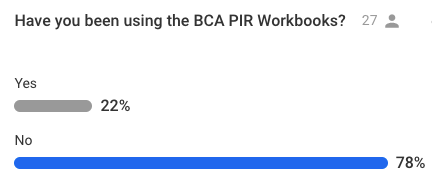 Have you been using the BCA PIR Workbooks? 27
Yes
22%
No
78%